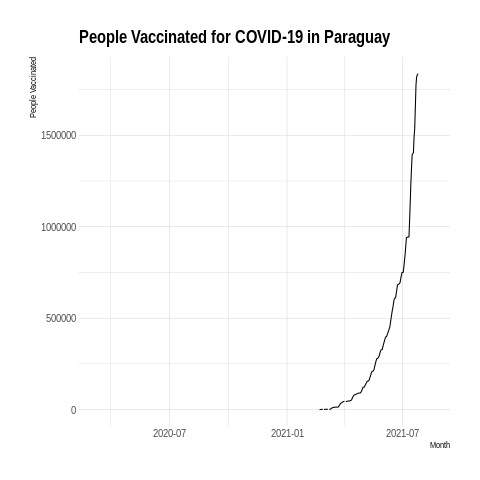 People Vaccinated for COVID-19 in Paraguay
People Vaccinated
1500000
1000000
500000
0
2020-07 2021-01 2021-07
Month